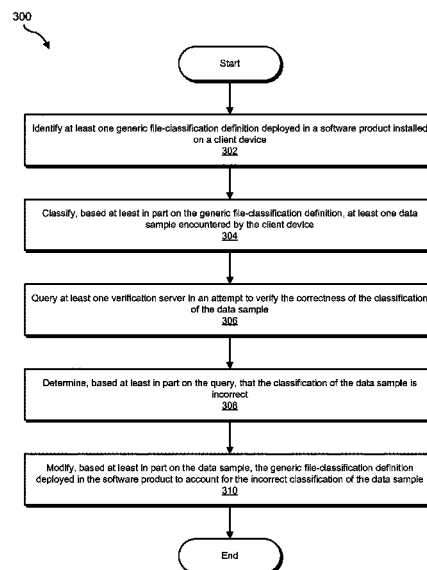 300
Start
Identify at least one generic file-classification definition deployed in a software product installed
on a client device
302
Classify, based at least in part on the generic file-classification definition, at least one data
sample encountered by the client device
304
Query at least one verification server in an attempt to verify the correctness of the classification
of the data sample
306
Determine, based at least in part on the query, that the classification of the data sample is
incorrect
308
Modify, based at least in part on the data sample, the generic file-classification definition
deployed in the software product to account for the incorrect classification of the data sample
310
End